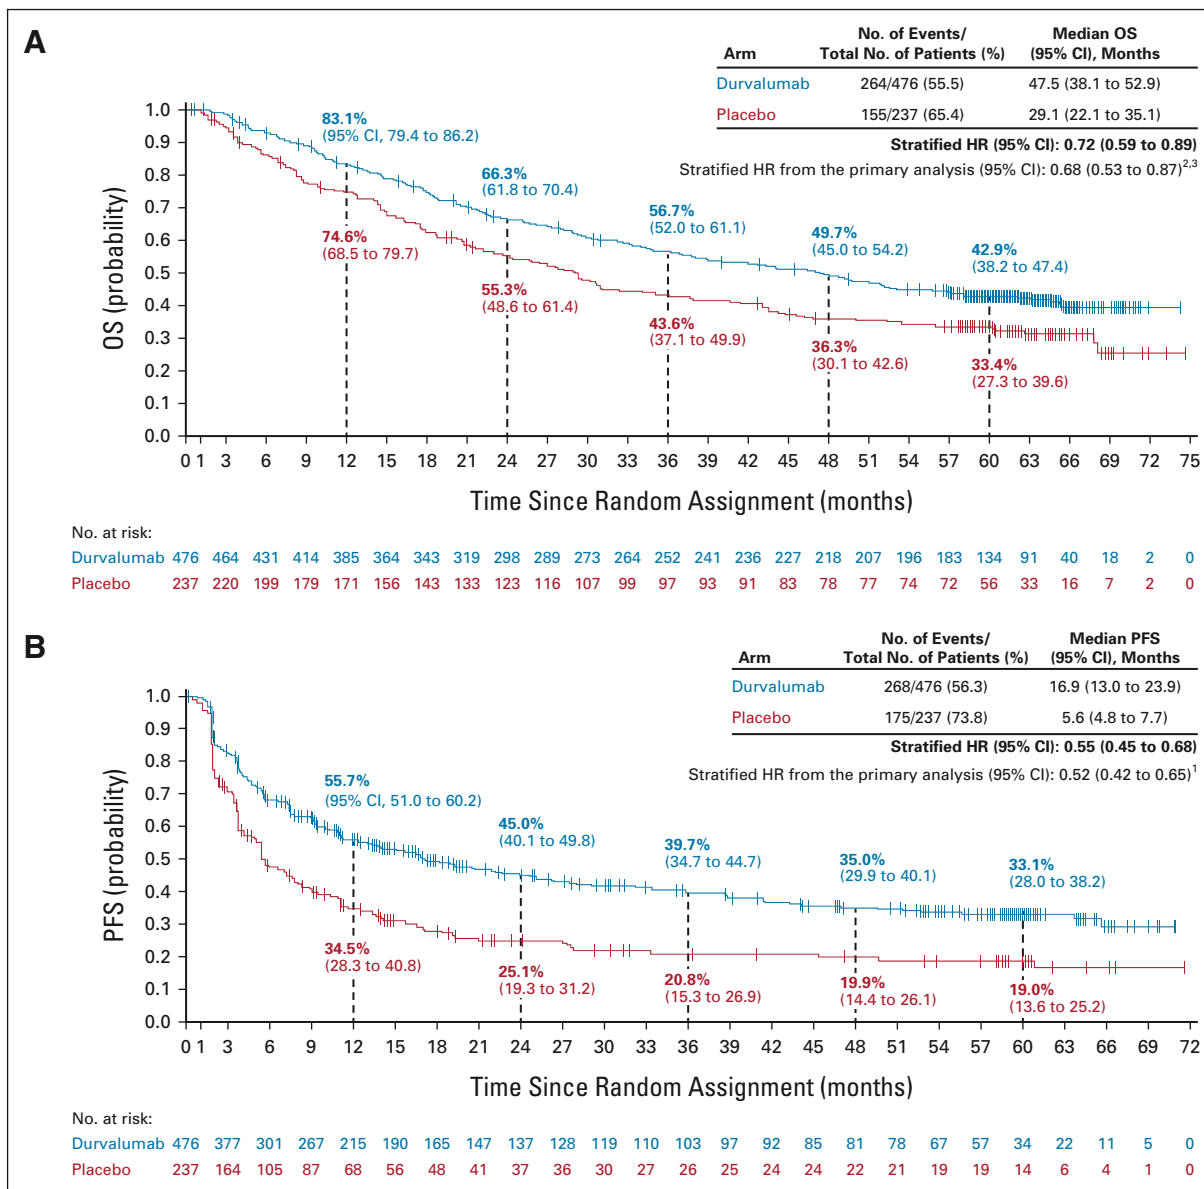 A
No. of Events/ Median OS
Arm Total No. of Patients (%) (95% CI), Months
Durvalumab 264/476 (55.5) 47.5 (38.1 to 52.9)
Placebo 155/237 (65.4) 29.1 (22.1 to 35.1)
Stratified HR (95% CI): 0.72 (0.59 to 0.89)
Stratified HR from the primary analysis (95% CI): 0.68 (0.53 to 0.87)2,3
OS (probability)
1.0
0.9
0.8
0.7
0.6
0.5
0.4
0.3
0.2
0.1
0.0
83.1%
(95% CI, 79.4 to 86.2)
66.3%
(61.8 to 70.4)
56.7%
(52.0 to 61.1)
49.7%
(45.0 to 54.2)
42.9%
(38.2 to 47.4)
74.6%
(68.5 to 79.7)
55.3%
(48.6 to 61.4)
43.6%
(37.1 to 49.9)
36.3%
(30.1 to 42.6)
33.4%
(27.3 to 39.6)
0 1 3 6 9 12 15 18 21 24 27 30 33 36 39 42 45 48 51 54 57 60 63 66 69 72 75
Time Since Random Assignment (months)
No. at risk:
Durvalumab 476 464 431 414 385 364 343 319 298 289 273 264 252 241 236 227 218 207 196 183 134 91 40 18 2 0
Placebo 237 220 199 179 171 156 143 133 123 116 107 99 97 93 91 83 78 77 74 72 56 33 16 7 2 0
B
No. of Events/ Median PFS
Arm Total No. of Patients (%) (95% CI), Months
Durvalumab 268/476 (56.3) 16.9 (13.0 to 23.9)
Placebo 175/237 (73.8) 5.6 (4.8 to 7.7)
Stratified HR (95% CI): 0.55 (0.45 to 0.68)
Stratified HR from the primary analysis (95% CI): 0.52 (0.42 to 0.65)1
PFS (probability)
1.0
0.9
0.8
0.7
0.6
0.5
0.4
0.3
0.2
0.1
0.0
55.7%
(95% CI, 51.0 to 60.2)
45.0%
(40.1 to 49.8)
39.7%
(34.7 to 44.7)
35.0%
(29.9 to 40.1)
33.1%
(28.0 to 38.2)
34.5%
(28.3 to 40.8)
25.1%
(19.3 to 31.2)
20.8%
(15.3 to 26.9)
19.9%
(14.4 to 26.1)
19.0%
(13.6 to 25.2)
0 1 3 6 9 12 15 18 21 24 27 30 33 36 39 42 45 48 51 54 57 60 63 66 69 72
Time Since Random Assignment (months)
No. at risk:
Durvalumab 476 377 301 267 215 190 165 147 137 128 119 110 103 97 92 85 81 78 67 57 34 22 11 5 0
Placebo 237 164 105 87 68 56 48 41 37 36 30 27 26 25 24 24 22 21 19 19 14 6 4 1 0